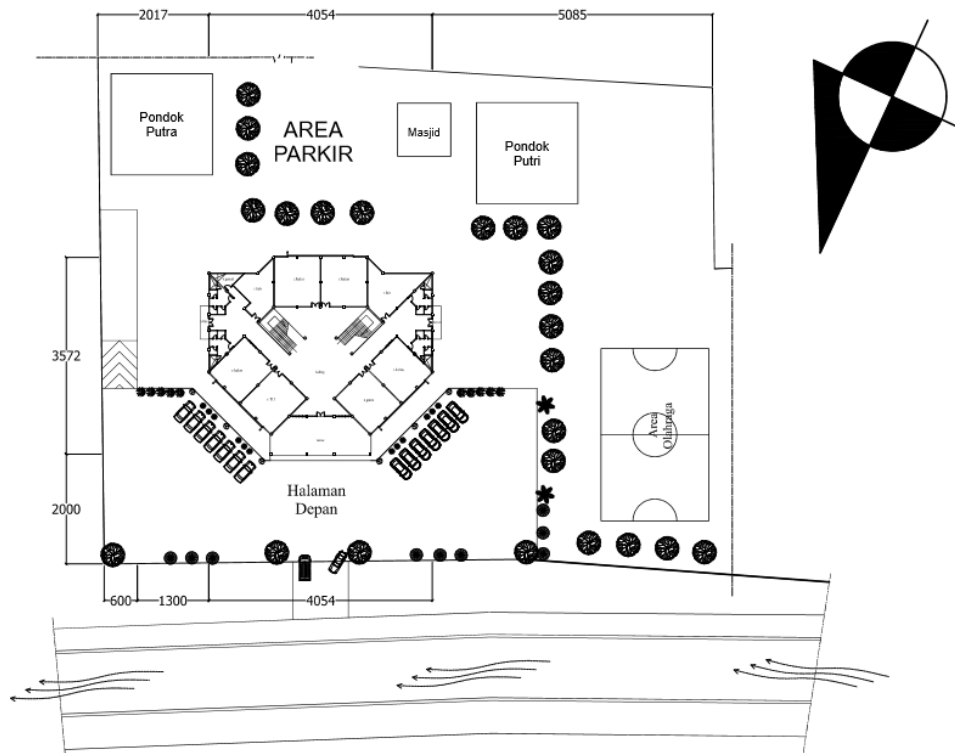 2017
4054
5085
Pondok
Putra
AREA
PARKIR
Masjid
Pondok
Putri
3572
Area
Olahraga
2000
Halaman
Depan
600
1300
4054